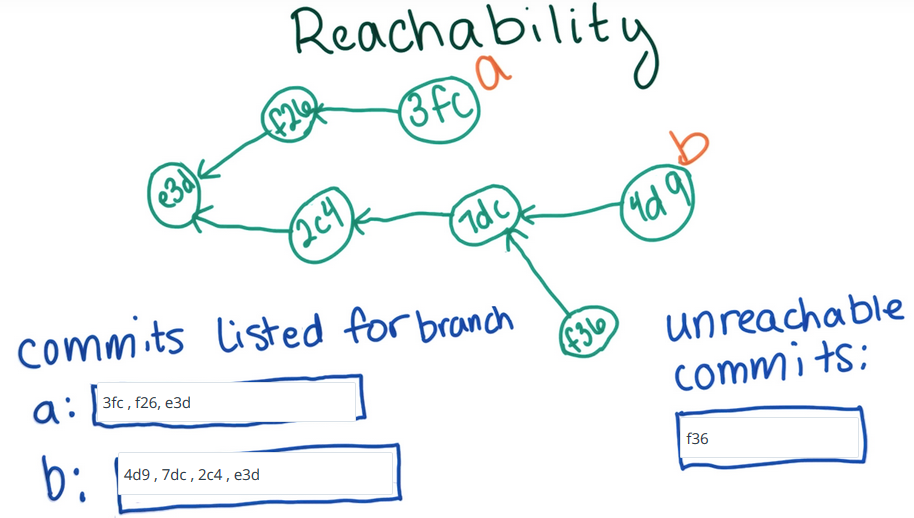 Reachability
a
f26
3fc
b
e3d
2c4
7dc
4d9
f36
commits listed for branch
a: 3fc , f26, e3d
b: 4d9 , 7dc , 2c4 , e3d
unreachable
commits:
f36